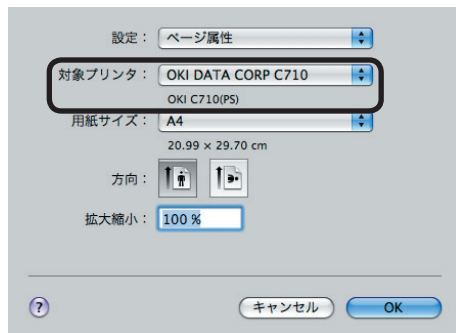 設定： ページ属性
対象プリンタ： OKI DATA CORP C710
OKI C710(PS)
用紙サイズ： A4
20.99 × 29.70 cm
方向：
拡大縮小： 100 %
? キャンセル OK